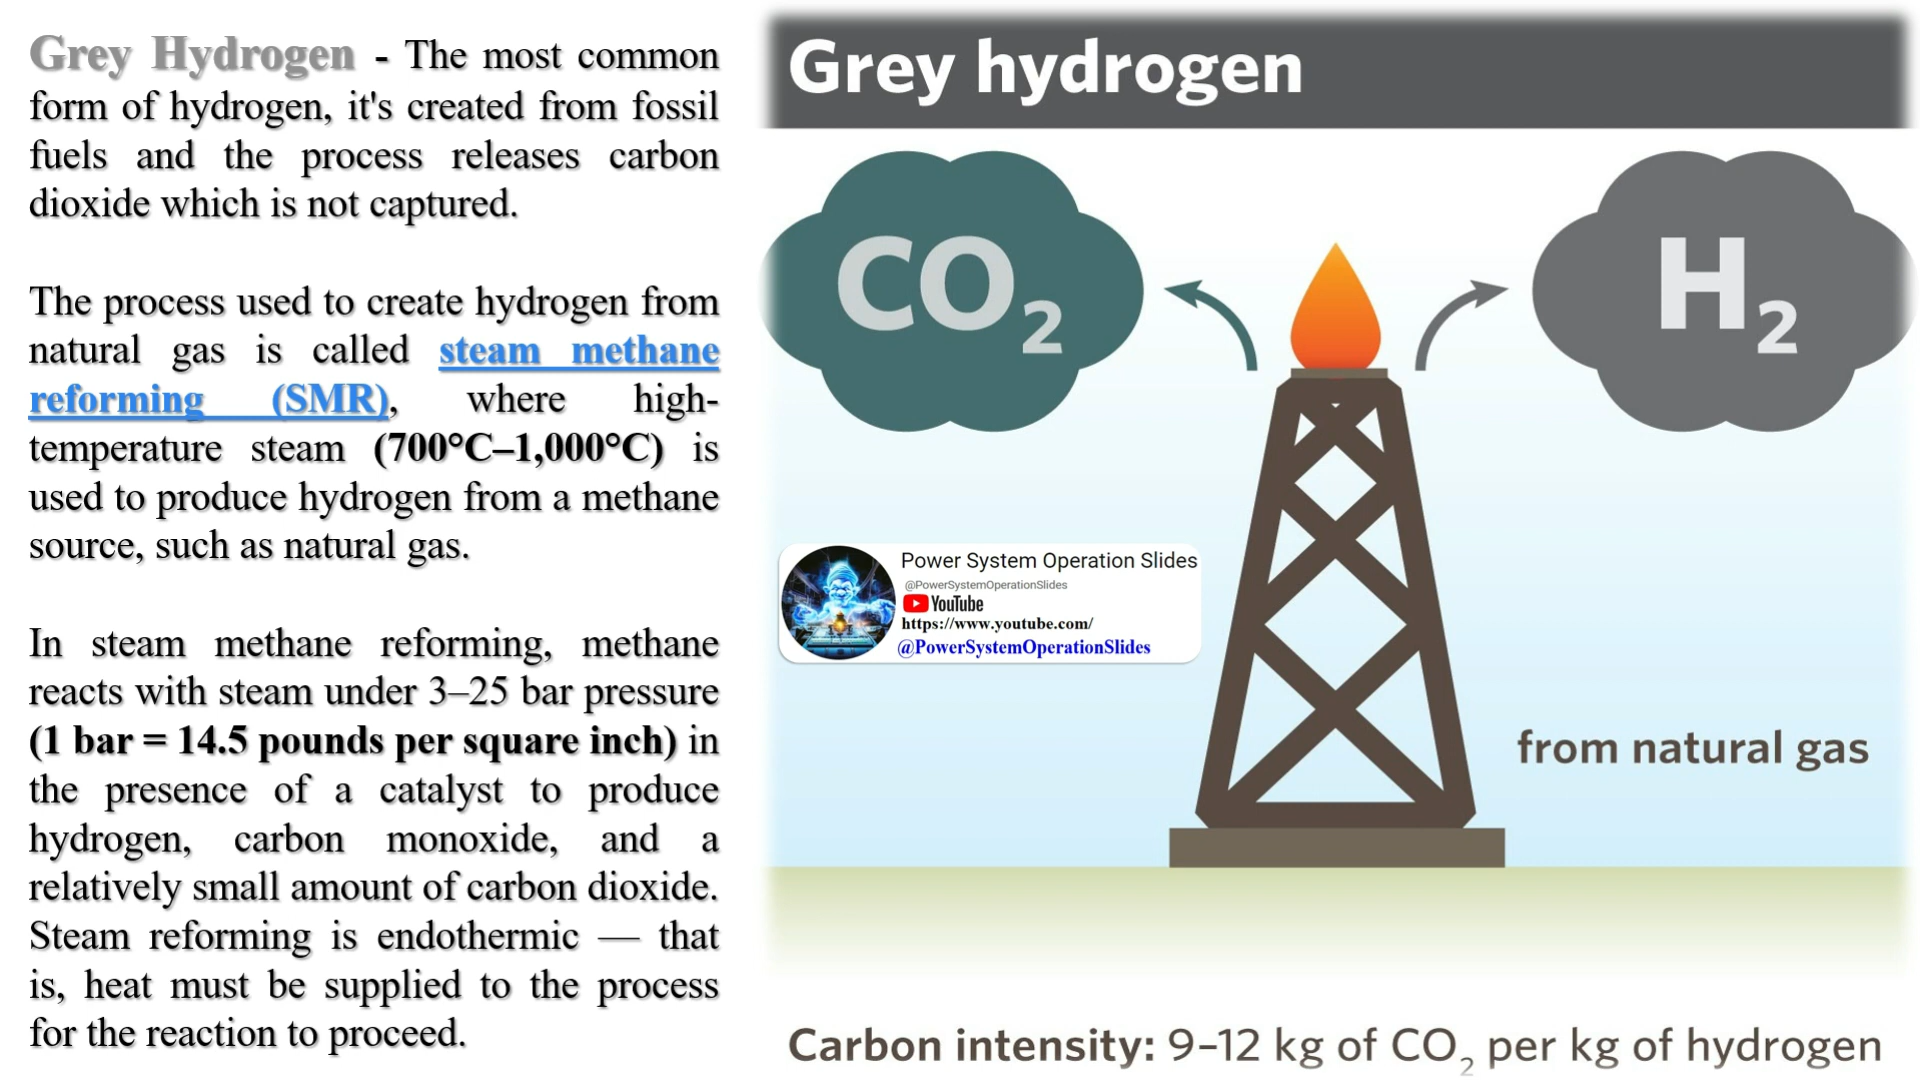 Grey Hydrogen - The most common
form of hydrogen, it's created from fossil
fuels and the process releases carbon
dioxide which is not captured.
The process used to create hydrogen from
natural gas is called steam methane
reforming (SMR), where high-
temperature steam (700°C–1,000°C) is
used to produce hydrogen from a methane
source, such as natural gas.
In steam methane reforming, methane
reacts with steam under 3–25 bar pressure
(1 bar = 14.5 pounds per square inch) in
the presence of a catalyst to produce
hydrogen, carbon monoxide, and a
relatively small amount of carbon dioxide.
Steam reforming is endothermic — that
is, heat must be supplied to the process
for the reaction to proceed.
Grey hydrogen
CO₂
H₂
Power System Operation Slides
@PowerSystemOperationSlides
YouTube
https://www.youtube.com/
@PowerSystemOperationSlides
from natural gas
Carbon intensity: 9–12 kg of CO₂ per kg of hydrogen